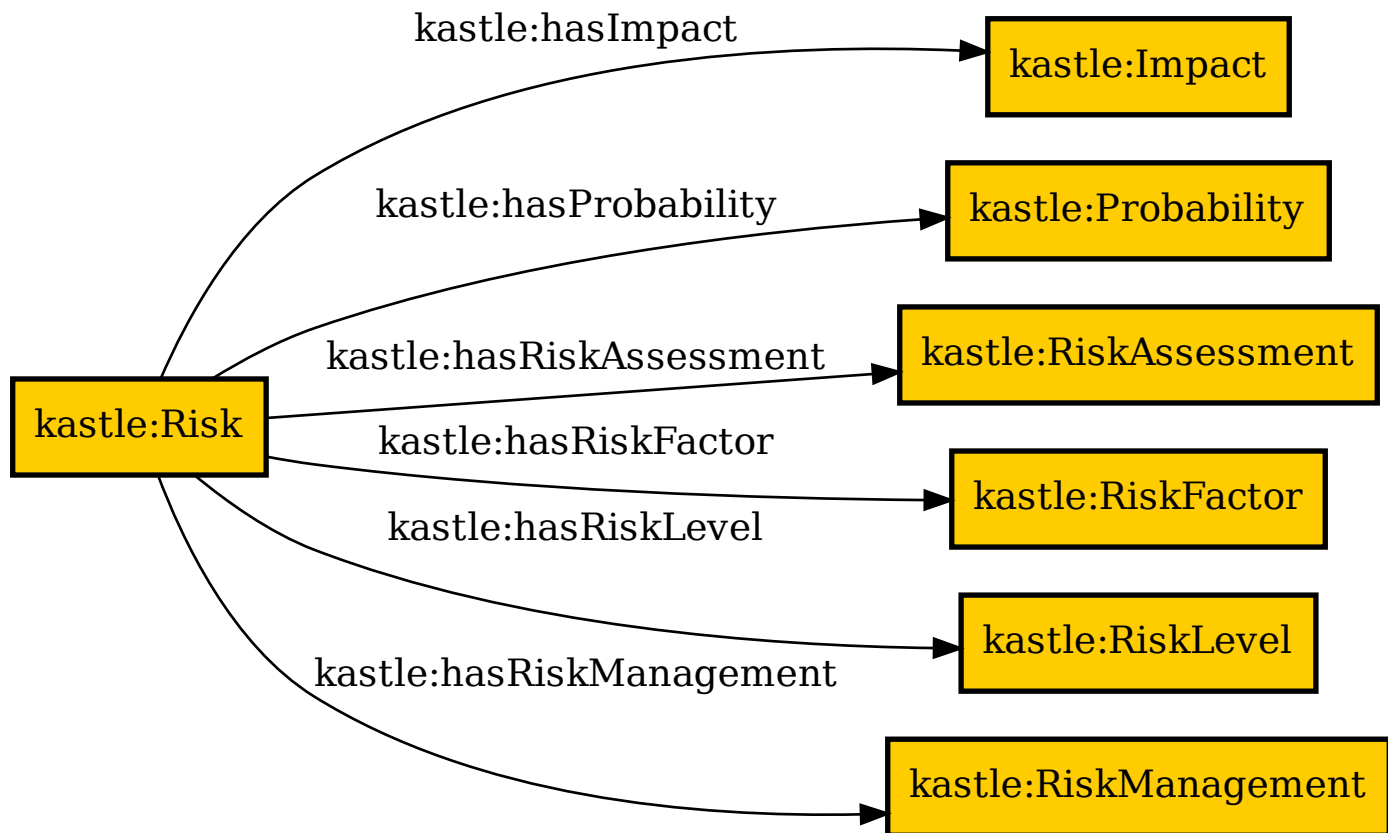 kastle:hasImpact
kastle:Impact
kastle:hasProbability
kastle:Probability
kastle:hasRiskAssessment
kastle:RiskAssessment
kastle:Risk
kastle:hasRiskFactor
kastle:RiskFactor
kastle:hasRiskLevel
kastle:RiskLevel
kastle:hasRiskManagement
kastle:RiskManagement